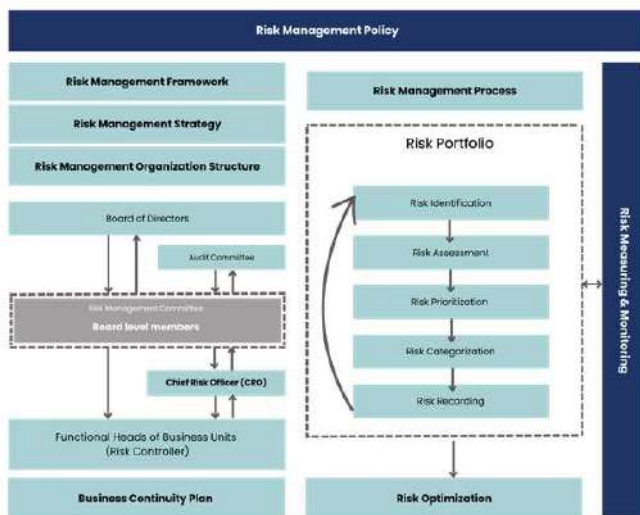 Risk Management Policy
Risk Management Framework
Risk Management Strategy
Risk Management Organization Structure
Board of Directors
Audit Committee
Risk Management Committee
Board level members
Chief Risk Officer (CRO)
Functional Heads of Business Units
(Risk Controller)
Business Continuity Plan
Risk Management Process
Risk Portfolio
Risk Identification
Risk Assessment
Risk Prioritization
Risk Categorization
Risk Recording
Risk Optimization
Risk Measuring & Monitoring